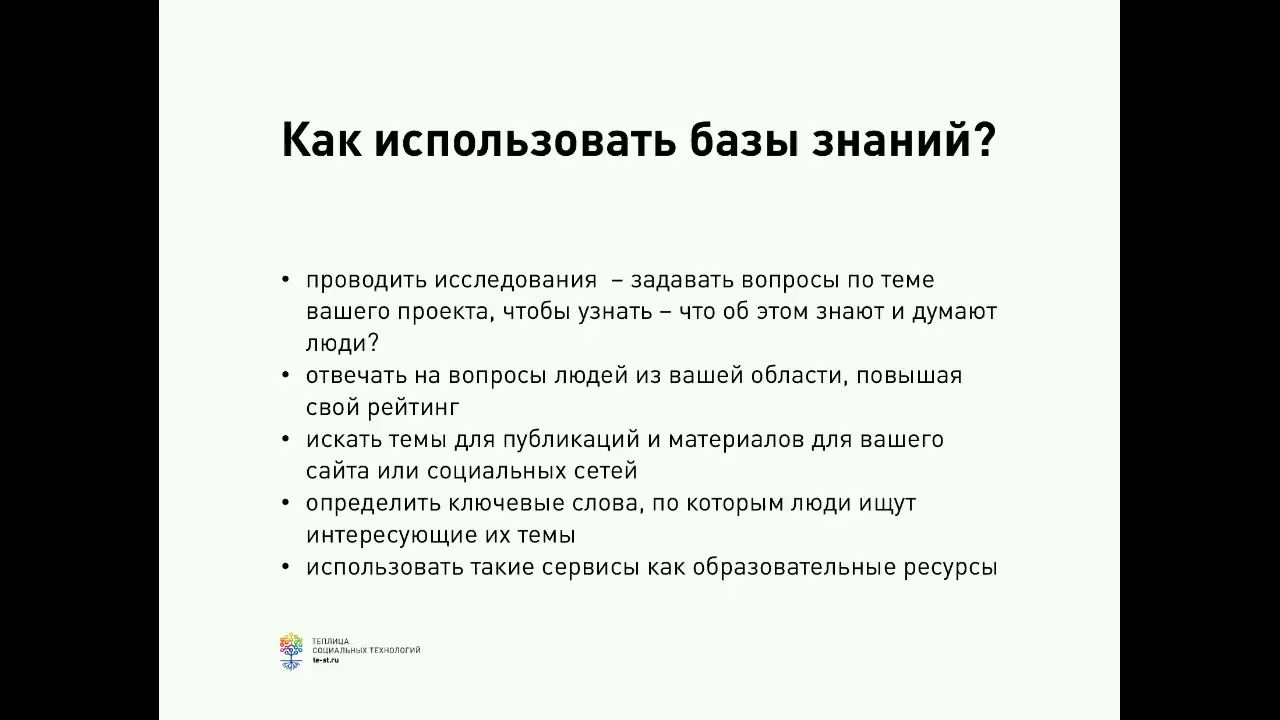 Как использовать базы знаний?
• проводить исследования – задавать вопросы по теме
вашего проекта, чтобы узнать – что об этом знают и думают
люди?
• отвечать на вопросы людей из вашей области, повышая
свой рейтинг
• искать темы для публикаций и материалов для вашего
сайта или социальных сетей
• определить ключевые слова, по которым люди ищут
интересующие их темы
• использовать такие сервисы как образовательные ресурсы
ТЕПЛИЦА
СОЦИАЛЬНЫХ ТЕХНОЛОГИЙ
te-st.ru